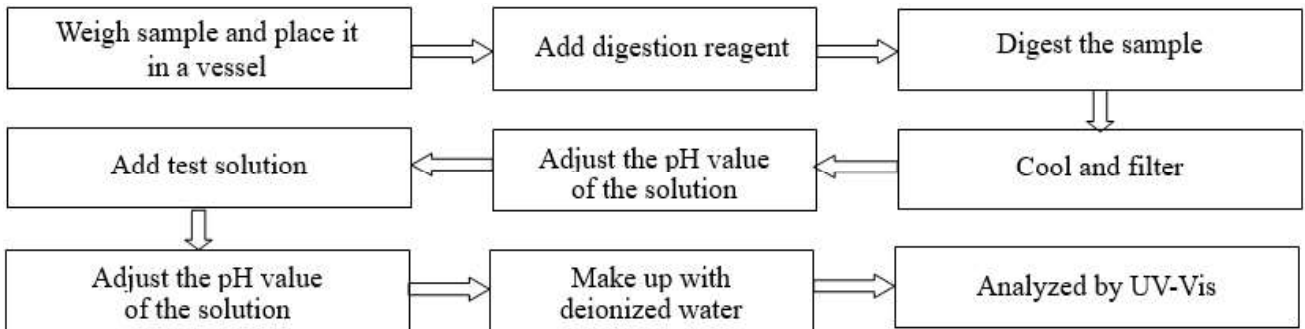 Weigh sample and place it
in a vessel
Add digestion reagent
Digest the sample
Cool and filter
Adjust the pH value
of the solution
Add test solution
Adjust the pH value
of the solution
Make up with
deionized water
Analyzed by UV-Vis